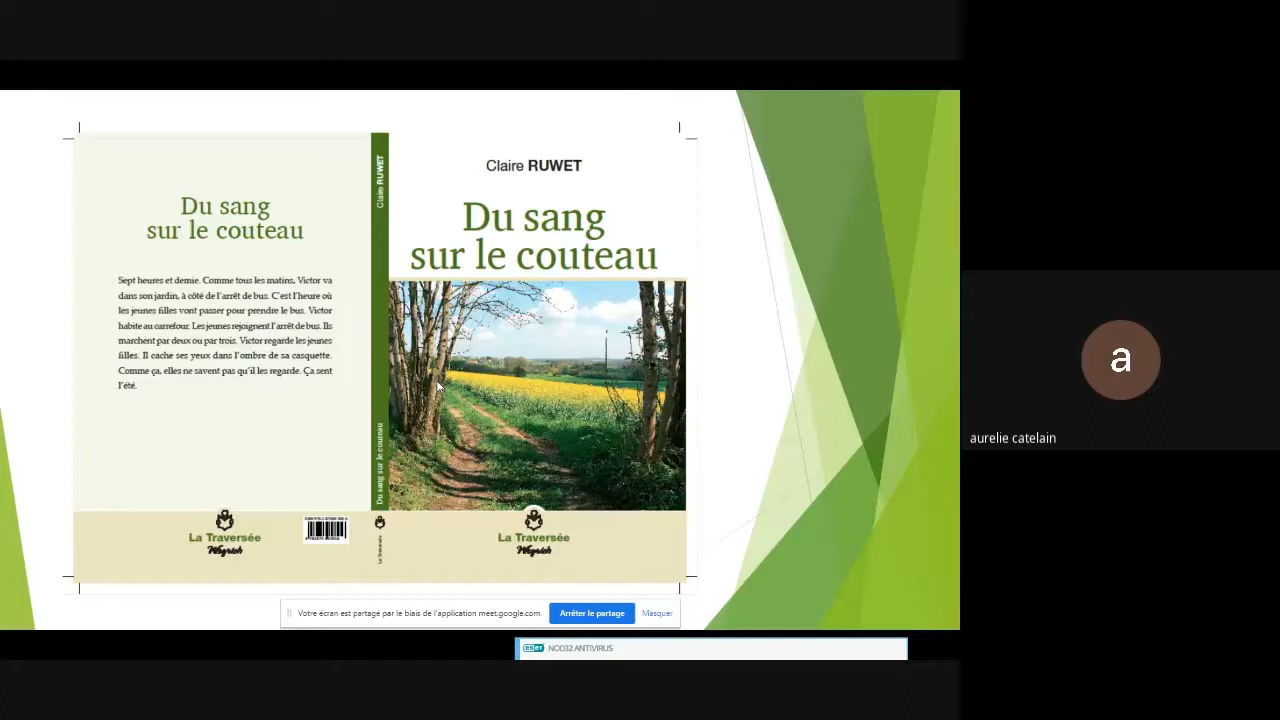 Du sang
sur le couteau
Sept heures et demie. Comme tous les matins, Victor va
dans son jardin, à côté de l'arrêt de bus. C'est l'heure où
les jeunes filles vont passer pour prendre le bus. Victor
habite au carrefour. Les jeunes rejoignent l'arrêt de bus. Ils
marchent par deux ou par trois. Victor regarde les jeunes
filles. Il cache ses yeux dans l'ombre de sa casquette.
Comme ça, elles ne savent pas qu'il les regarde. Ça sent
l'été.
La Traversée
Weyrich
Claire RUWET
Du sang sur le couteau
La Traversée
Claire RUWET
Du sang
sur le couteau
La Traversée
Weyrich
Votre écran est partagé par le biais de l'application meet.google.com.
Arrêter le partage
Masquer
eset NOD32 ANTIVIRUS
a
aurelie catelain